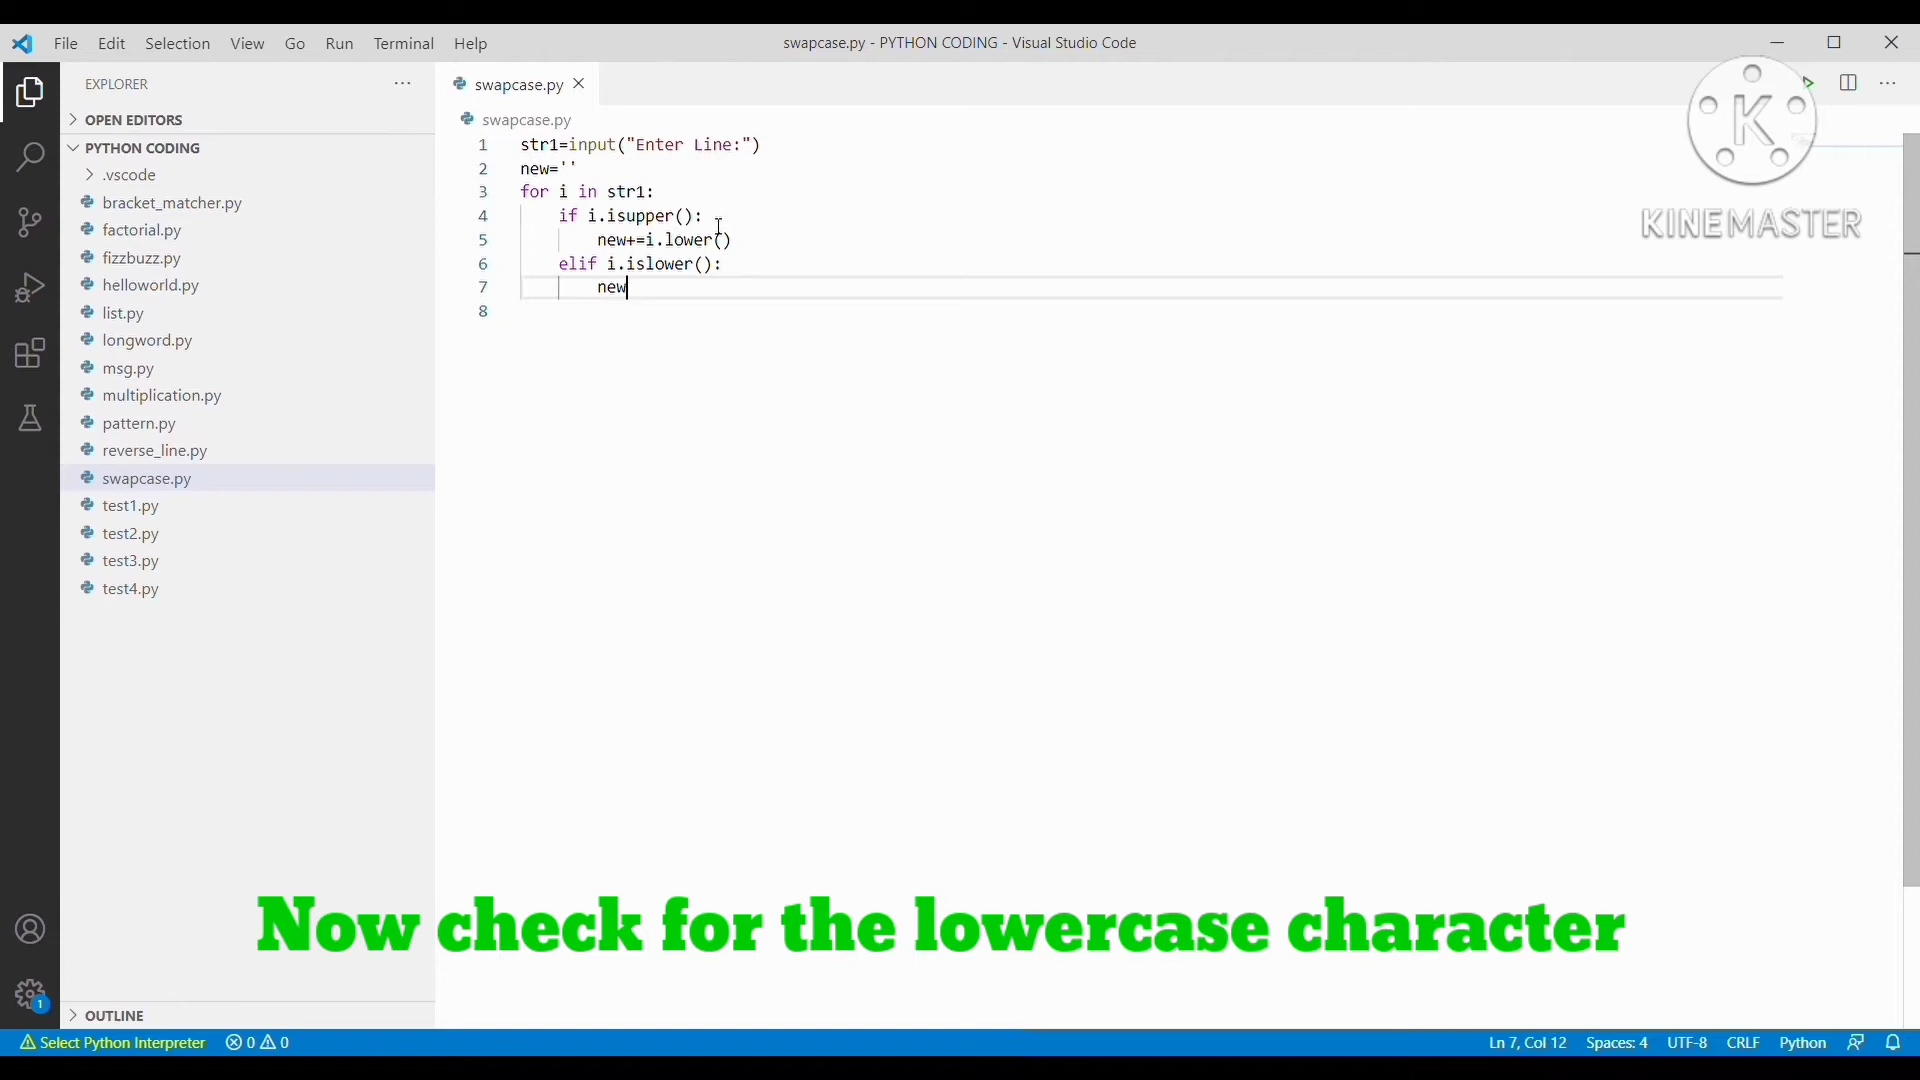 File Edit Selection View Go Run Terminal Help
swapcase.py - PYTHON CODING - Visual Studio Code
EXPLORER
OPEN EDITORS
PYTHON CODING
.vscode
bracket_matcher.py
factorial.py
fizzbuzz.py
helloworld.py
list.py
longword.py
msg.py
multiplication.py
pattern.py
reverse_line.py
swapcase.py
test1.py
test2.py
test3.py
test4.py
OUTLINE
swapcase.py
swapcase.py
1 str1=input("Enter Line:")
2 new=''
3 for i in str1:
4 if i.isupper():
5 new+=i.lower()
6 elif i.islower():
7 new
8
K
KINEMASTER
Now check for the lowercase character
1
Select Python Interpreter 0 0
Ln 7, Col 12 Spaces: 4 UTF-8 CRLF Python